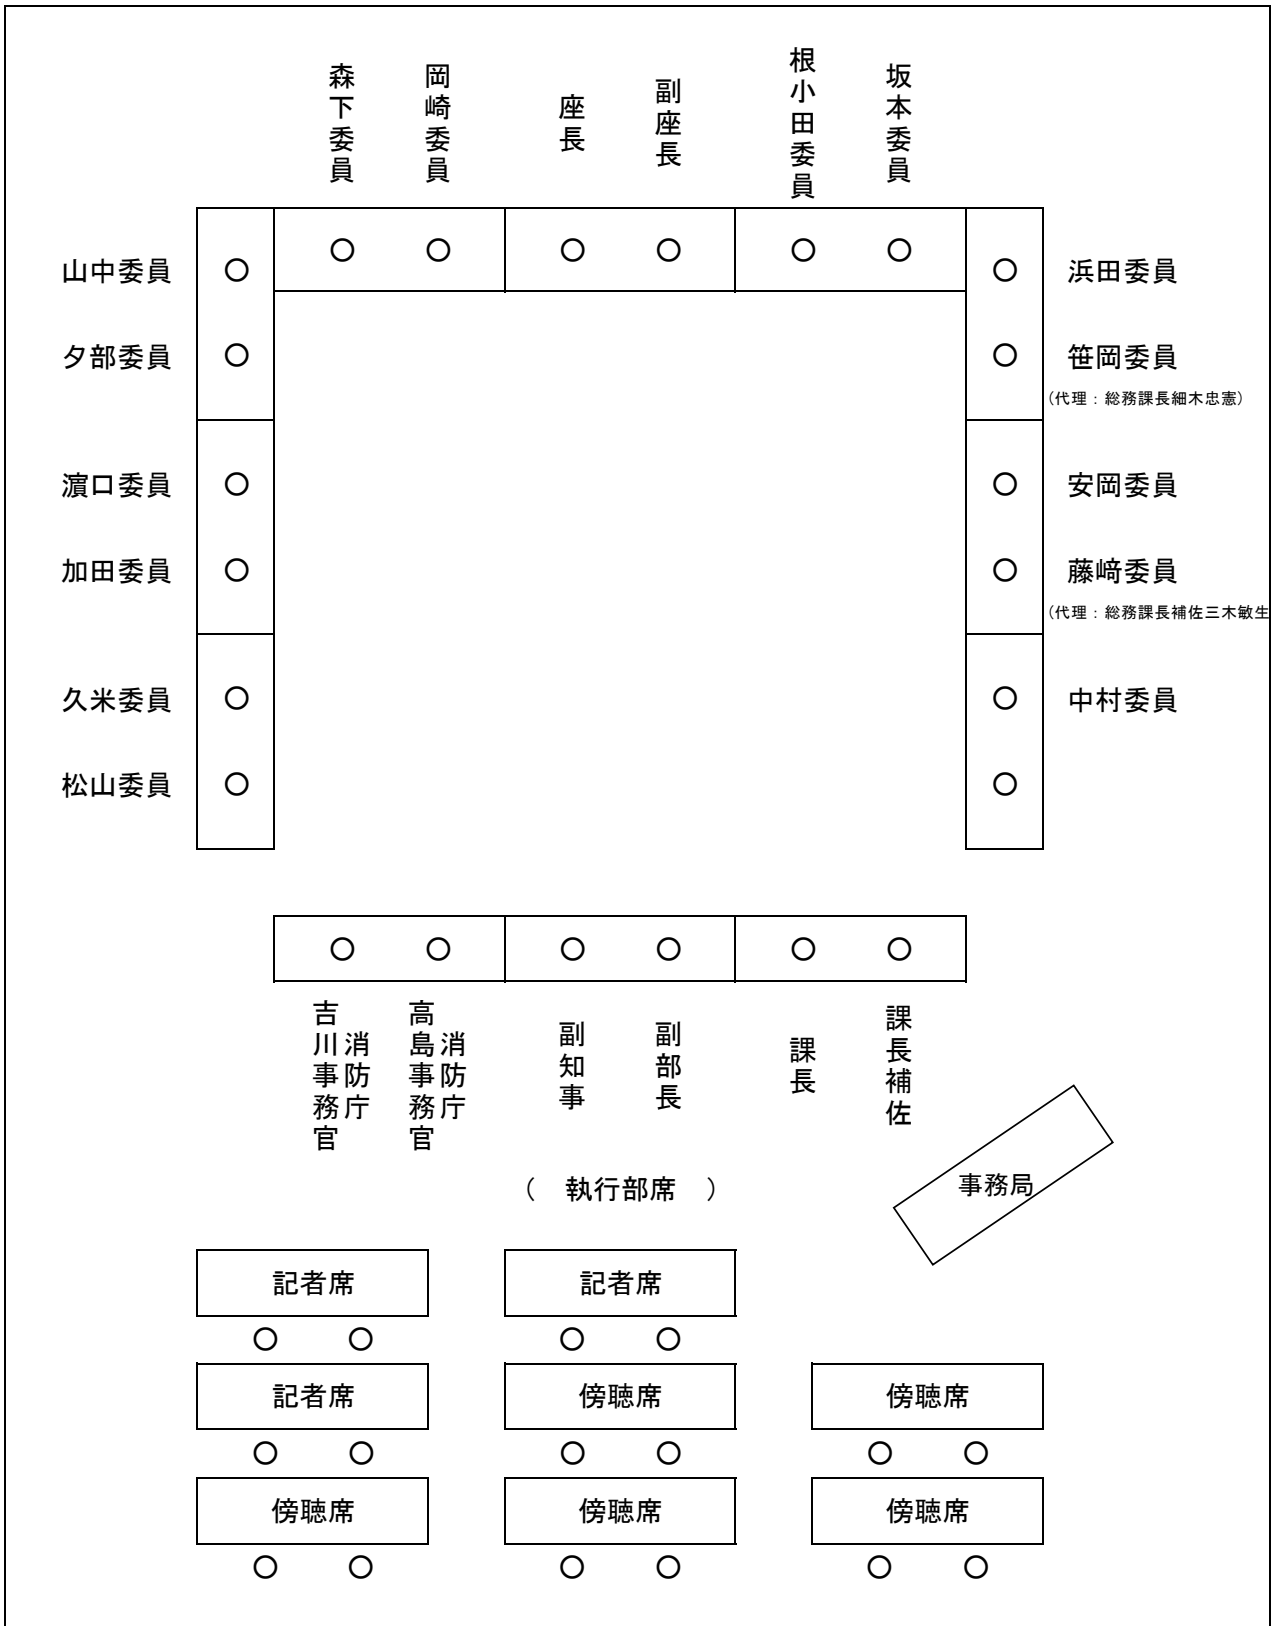 森下委員
岡崎委員
座長
副座長
根小田委員
坂本委員
山中委員
浜田委員
夕部委員
笹岡委員
（代理：総務課長細木忠憲）
濵口委員
安岡委員
加田委員
藤﨑委員
（代理：総務課長補佐三木敏生
久米委員
中村委員
松山委員
消防庁
吉川事務官
消防庁
高島事務官
副知事
副部長
課長
課長補佐
（　執行部席　）
事務局
記者席
記者席
記者席
傍聴席
傍聴席
傍聴席
傍聴席
傍聴席